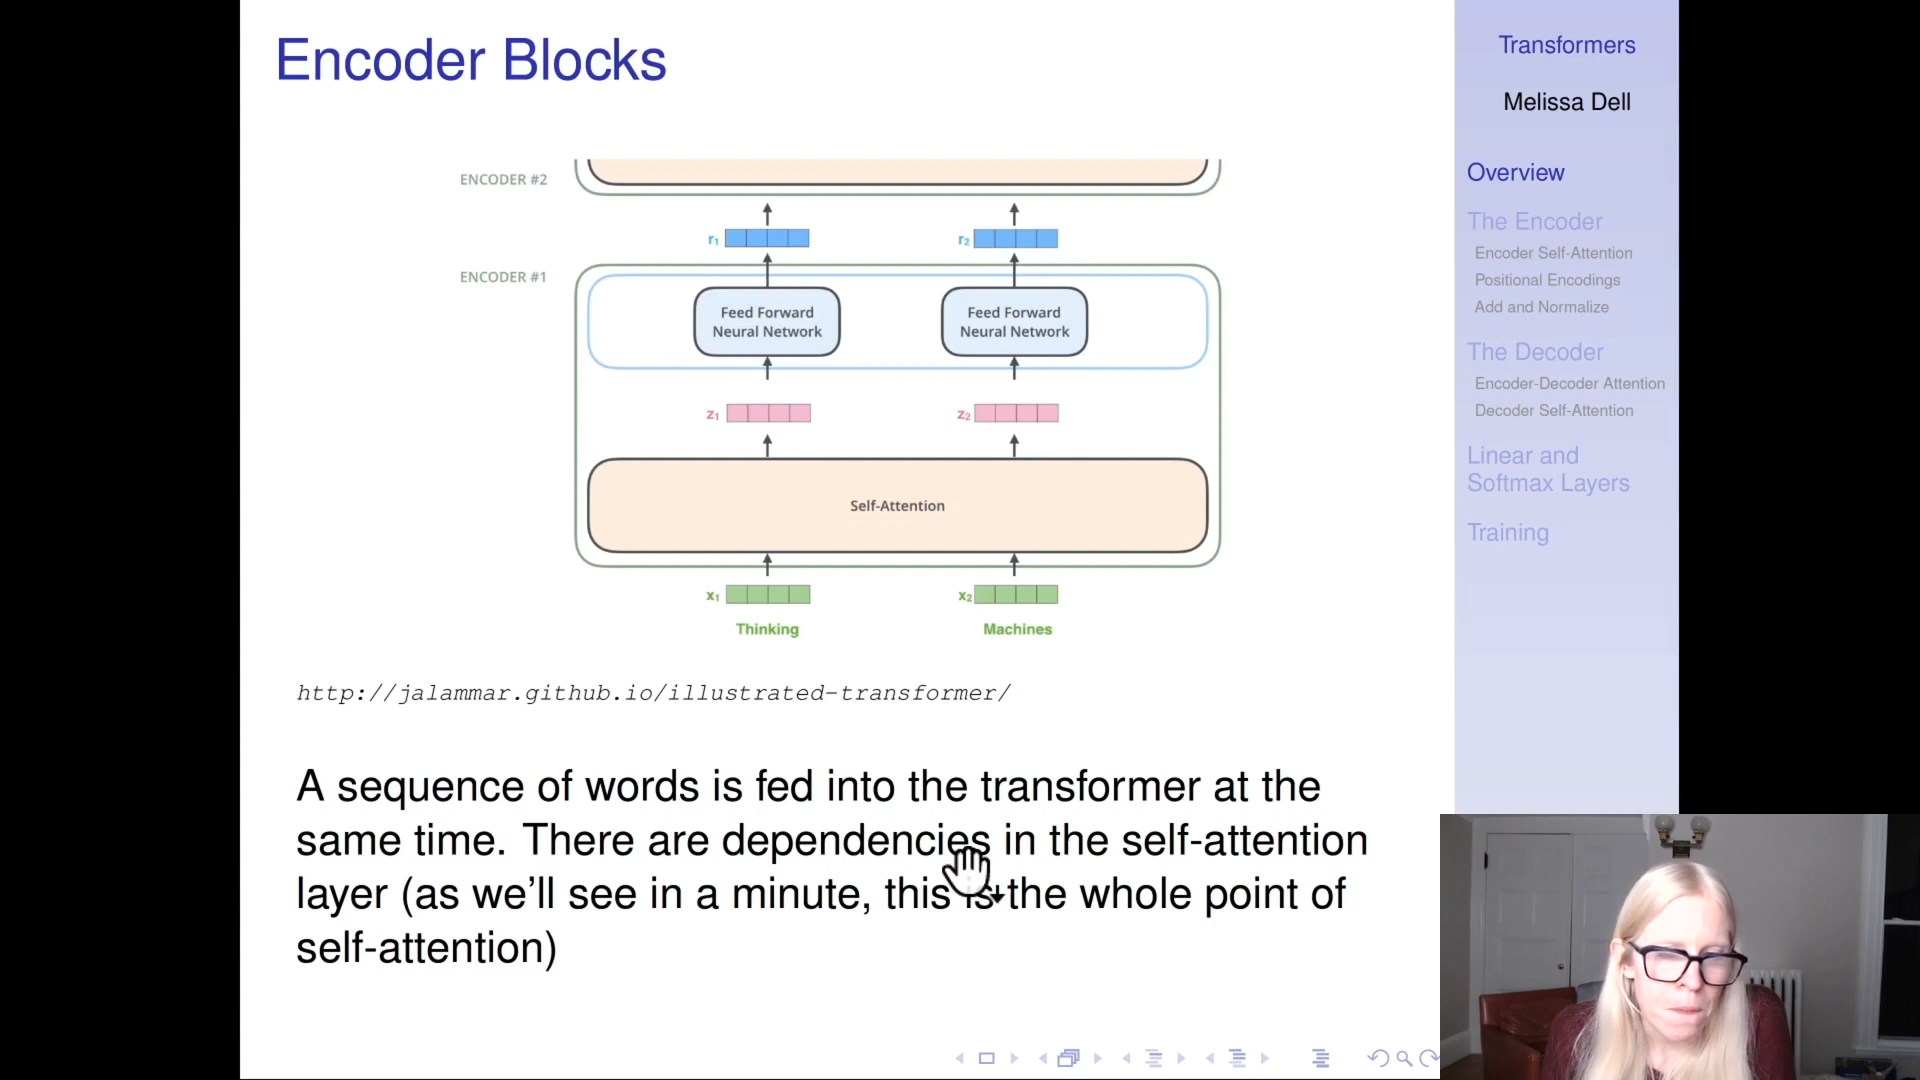 Encoder Blocks
ENCODER #2
r1 r2
ENCODER #1
Feed Forward Neural Network
Feed Forward Neural Network
z1 z2
Self-Attention
x1 x2
Thinking Machines
http://jalammar.github.io/illustrated-transformer/
A sequence of words is fed into the transformer at the
same time. There are dependencies in the self-attention
layer (as we'll see in a minute, this is the whole point of
self-attention)
Transformers
Melissa Dell
Overview
The Encoder
Encoder Self-Attention
Positional Encodings
Add and Normalize
The Decoder
Encoder-Decoder Attention
Decoder Self-Attention
Linear and
Softmax Layers
Training